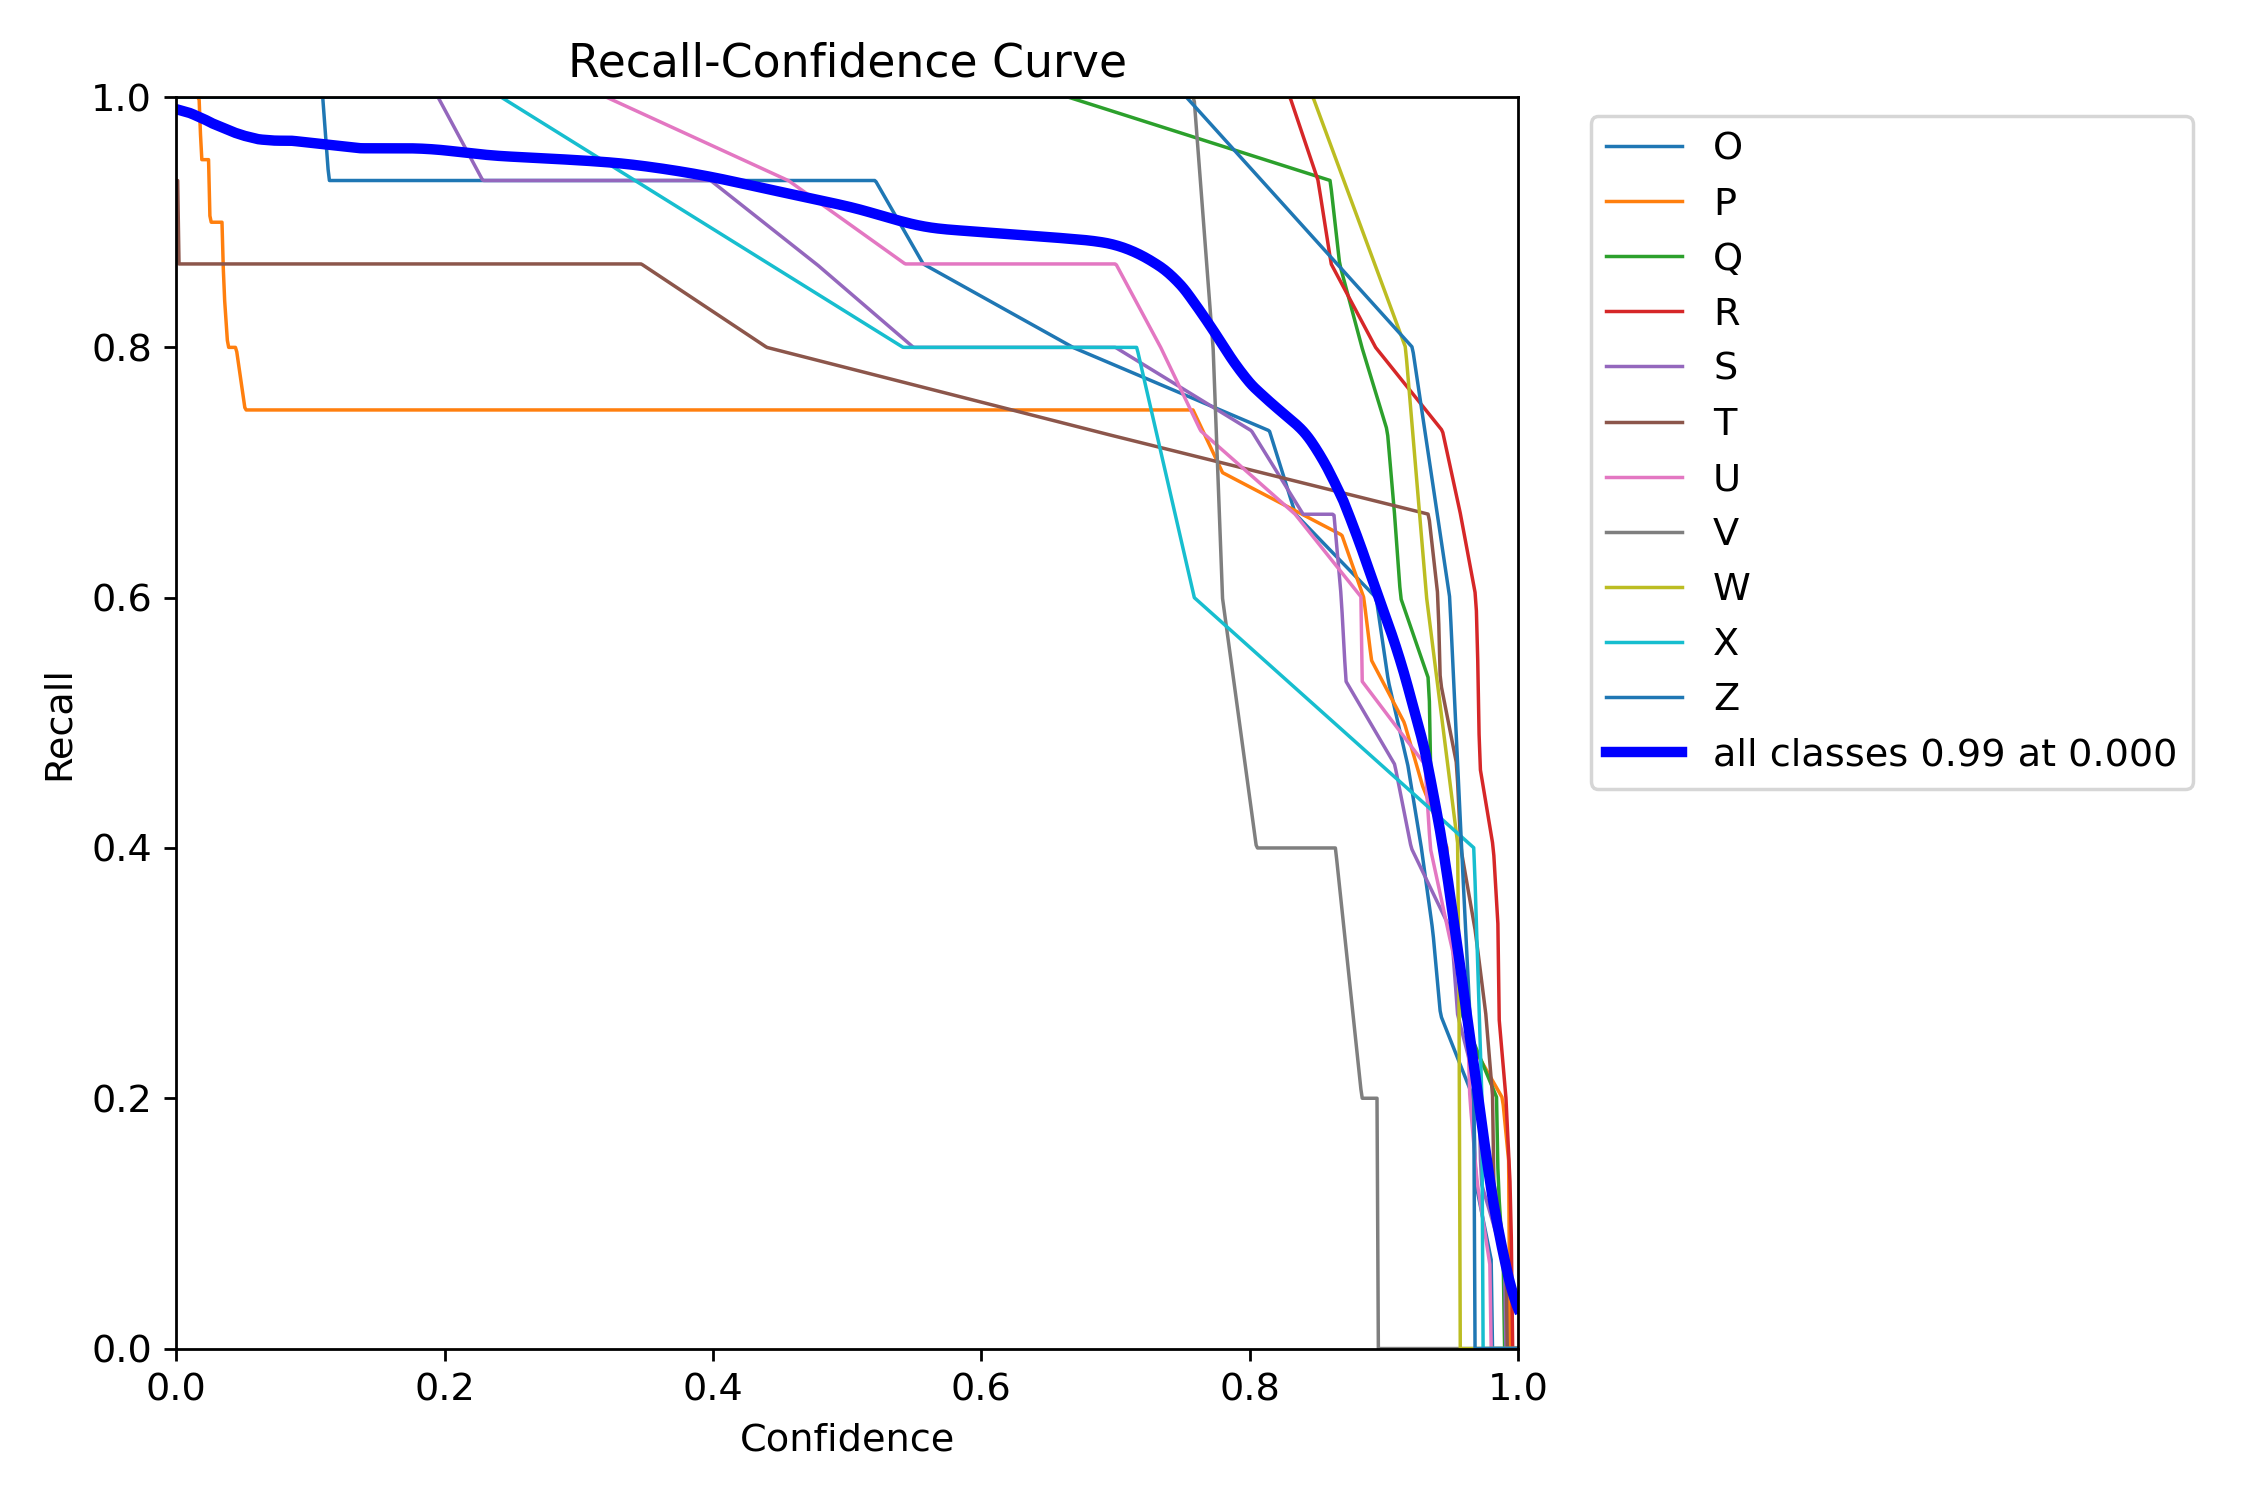 Recall-Confidence Curve
1.0
0.8
0.6
0.4
0.2
0.0
Recall
0.0 0.2 0.4 0.6 0.8 1.0
Confidence
O
P
Q
R
S
T
U
V
W
X
Z
all classes 0.99 at 0.000